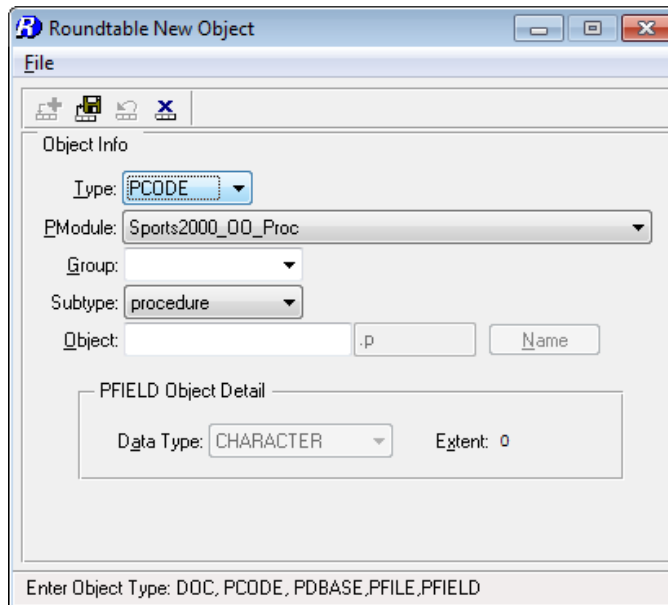 Roundtable New Object
File
Object Info
Type: PCODE
PModule: Sports2000_OO_Proc
Group:
Subtype: procedure
Object: .p Name
PFIELD Object Detail
Data Type: CHARACTER Extent: 0
Enter Object Type: DOC, PCODE, PDBASE,PFILE,PFIELD